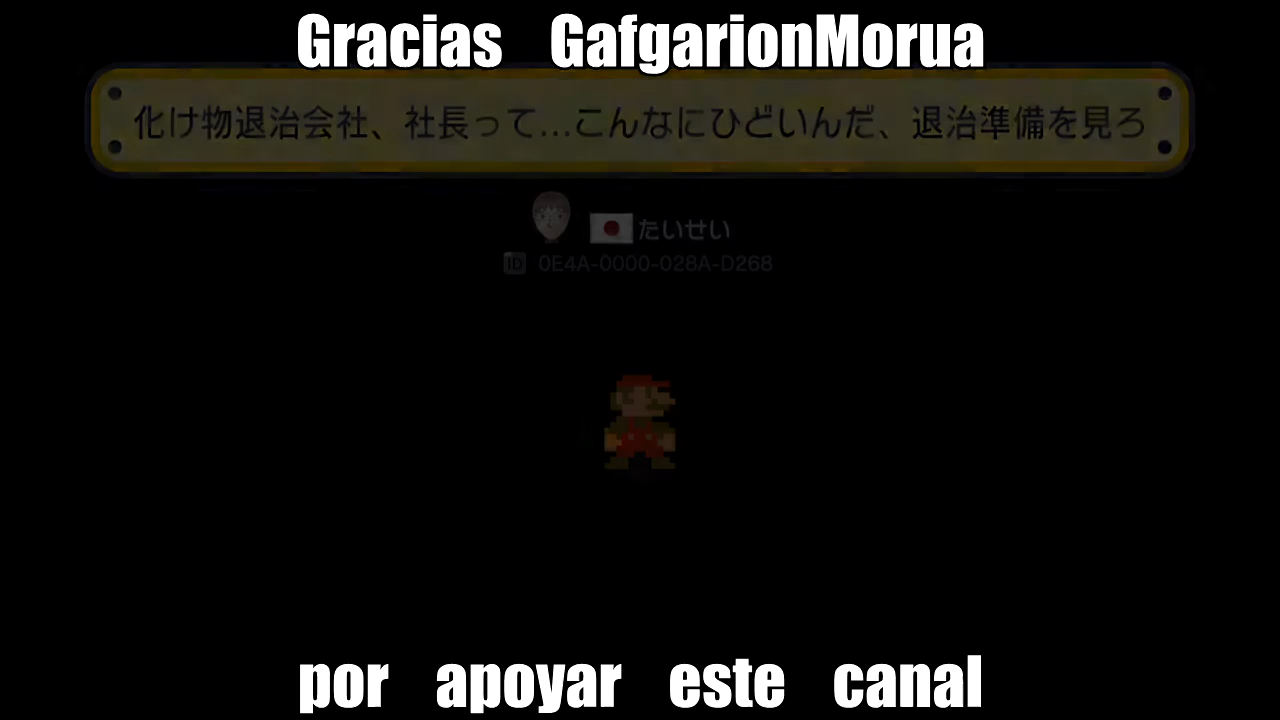 Gracias GafgarionMorua
化け物退治会社、社長って…こんなにひどいんだ、退治準備を見ろ
たいせい
ID 0E4A-0000-028A-D268
por apoyar este canal